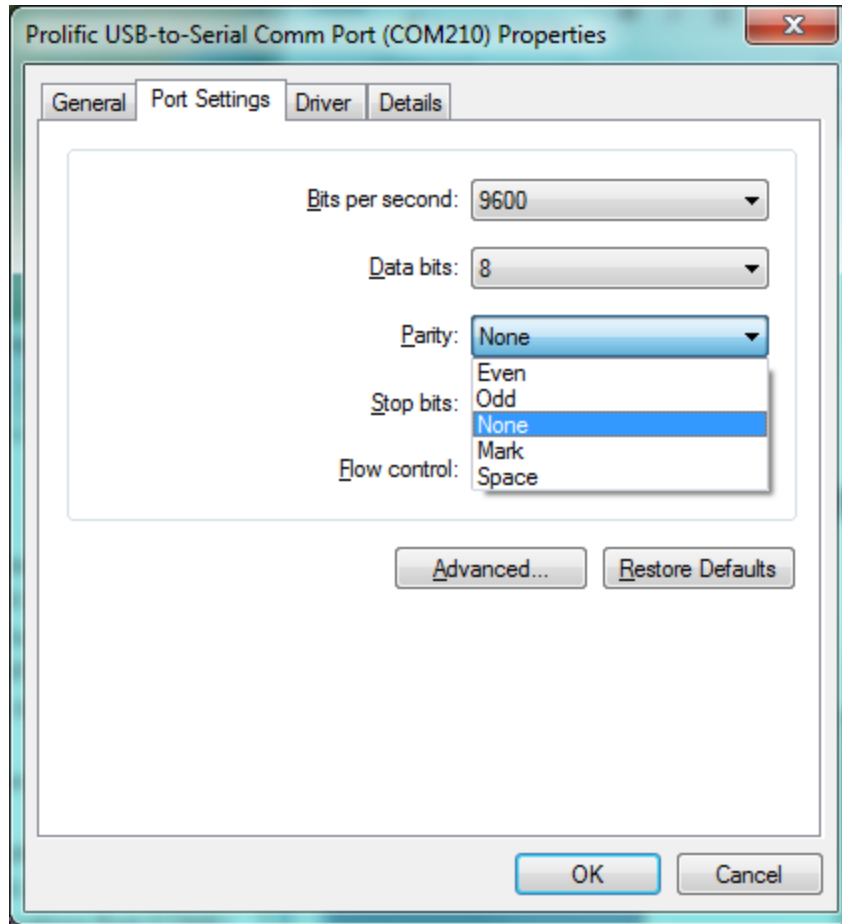 Prolific USB-to-Serial Comm Port (COM210) Properties
General Port Settings Driver Details
Bits per second: 9600
Data bits: 8
Parity: None
Even
Odd
Stop bits:
None
Mark
Flow control:
Space
Advanced... Restore Defaults
OK Cancel